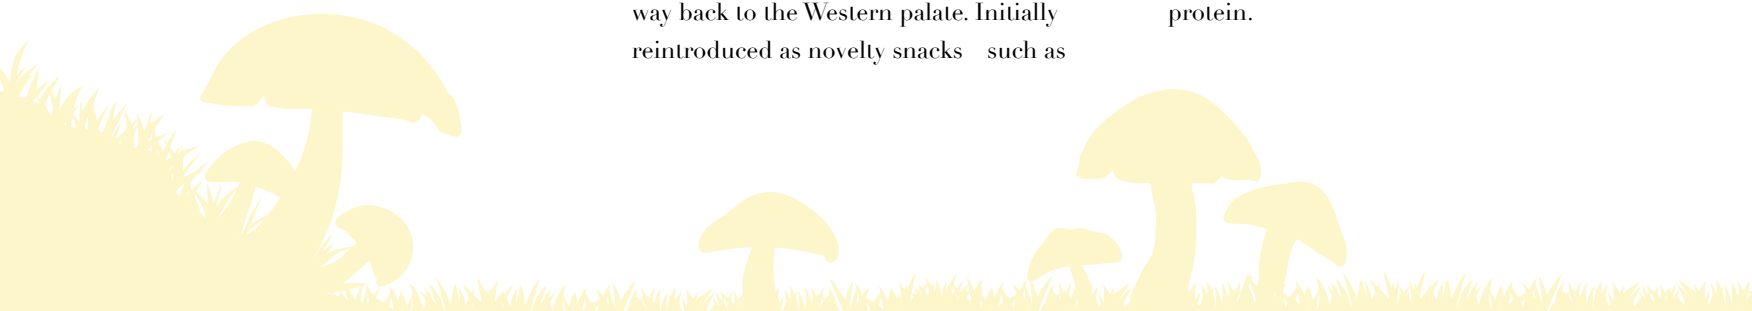 way back to the Western palate. Initially
reintroduced as novelty snacks such as
protein.